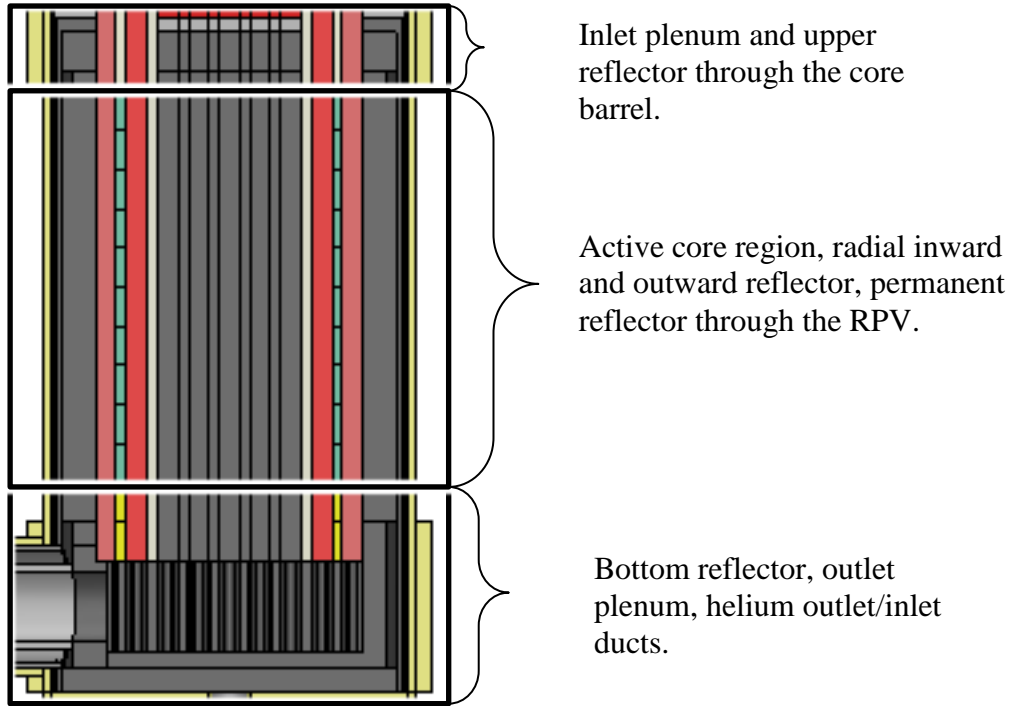 Inlet plenum and upper
reflector through the core
barrel.
Active core region, radial inward
and outward reflector, permanent
reflector through the RPV.
Bottom reflector, outlet
plenum, helium outlet/inlet
ducts.